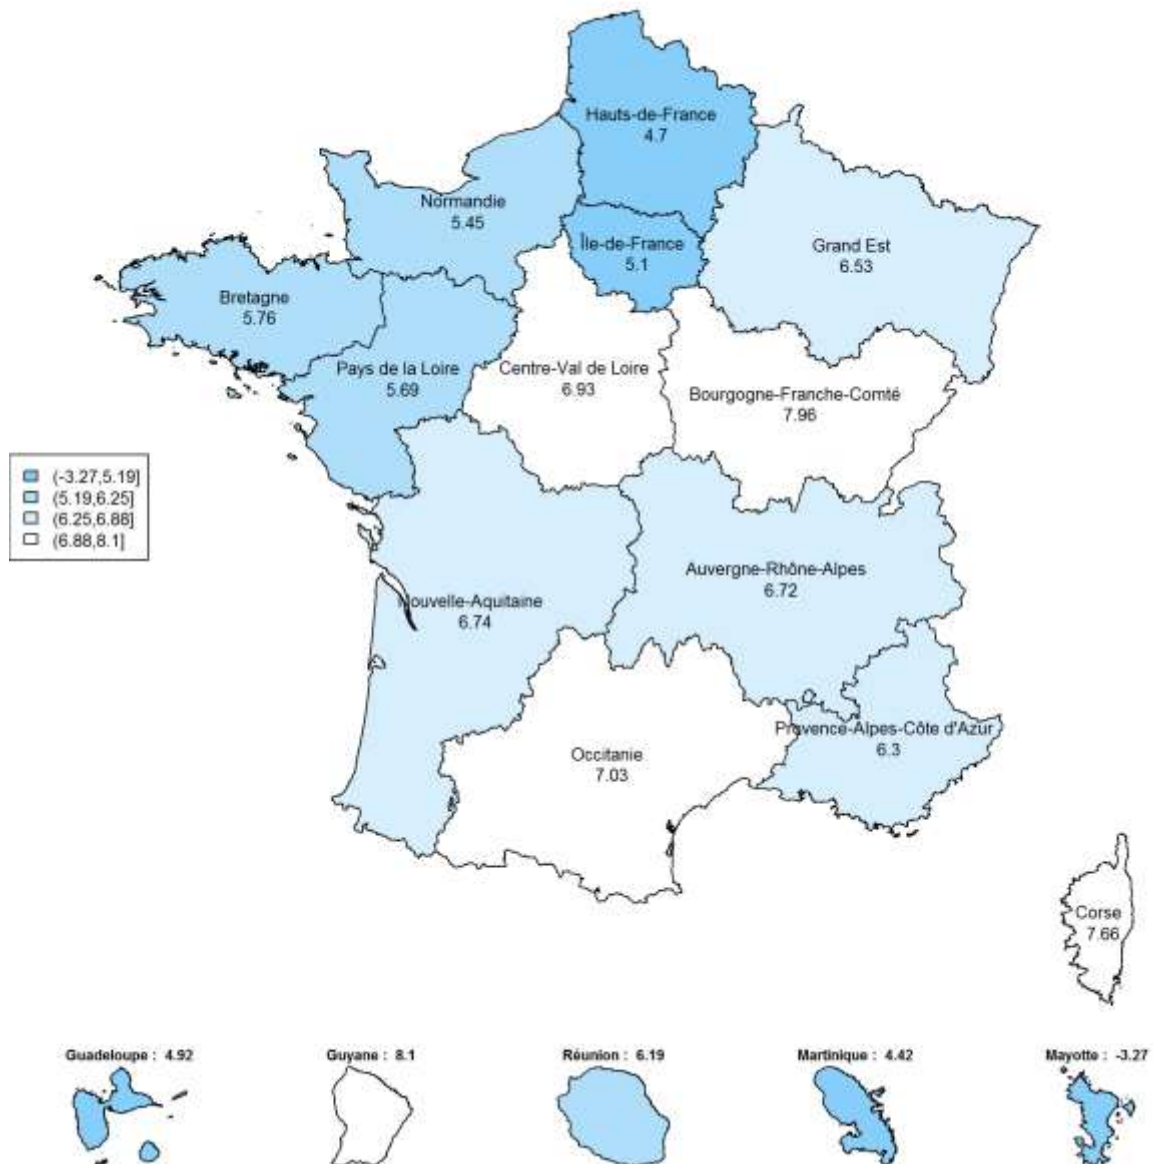 Hauts-de-France
4.7
Normandie
5.45
Île-de-France
5.1
Grand Est
6.53
Bretagne
5.76
Pays de la Loire
5.69
Centre-Val de Loire
6.93
Bourgogne-Franche-Comté
7.96
(-3.27,5.19]
(5.19,6.25]
(6.25,6.88]
(6.88,8.1]
Auvergne-Rhône-Alpes
6.72
Nouvelle-Aquitaine
6.74
Provence-Alpes-Côte d'Azur
6.3
Occitanie
7.03
Corse
7.66
Guadeloupe : 4.92
Guyane : 8.1
Réunion : 6.19
Martinique : 4.42
Mayotte : -3.27